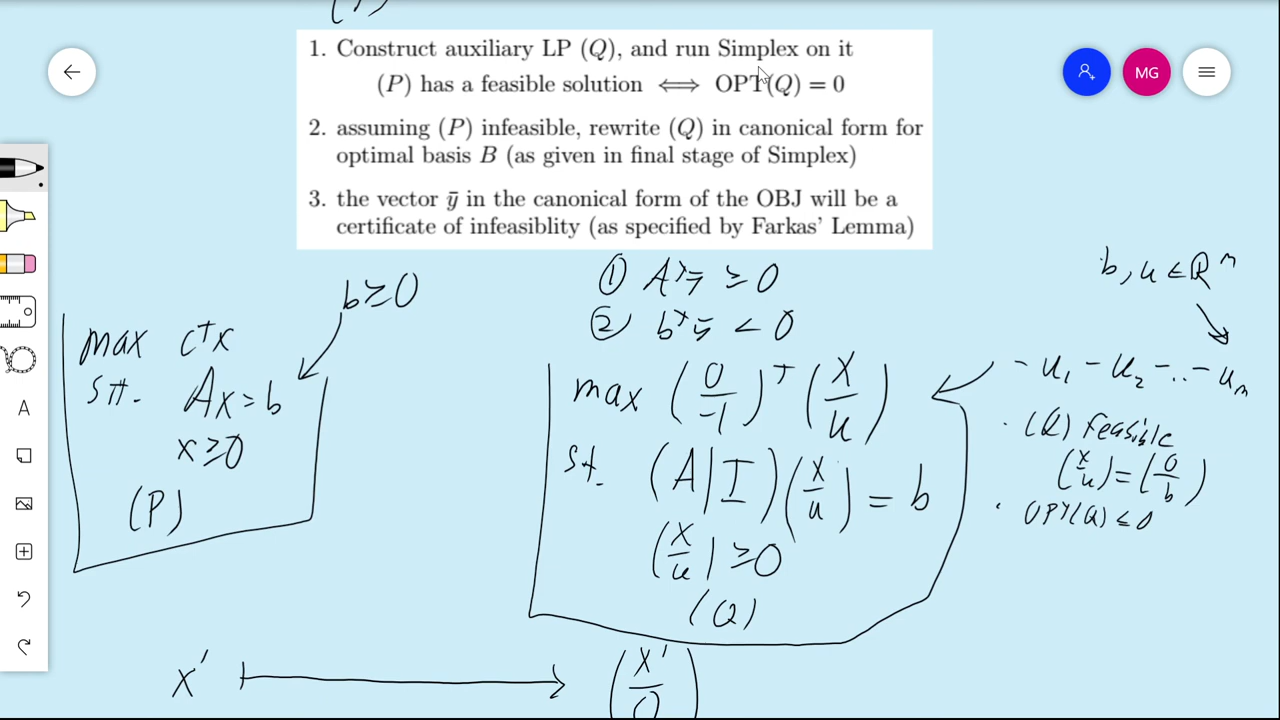 (P)
1. Construct auxiliary LP (Q), and run Simplex on it
(P) has a feasible solution ⟺ OPT(Q) = 0
2. assuming (P) infeasible, rewrite (Q) in canonical form for
optimal basis B (as given in final stage of Simplex)
3. the vector ȳ in the canonical form of the OBJ will be a
certificate of infeasiblity (as specified by Farkas' Lemma)
MG
A
b ≥ 0
max cᵀx
st. Ax = b
x ≥ 0
(P)
① Aᵀȳ ≥ 0
② bᵀȳ < 0
max (0/-1)ᵀ (x/u)
st. (A|I)(x/u) = b
(x/u) ≥ 0
(Q)
b, u ∈ ℝᵐ
-u₁ - u₂ - .. - uₘ
· (Q) Feasible
(x/u) = (0/b)
· OPT(Q) ≤ 0
x' ⟼ (x'/0)